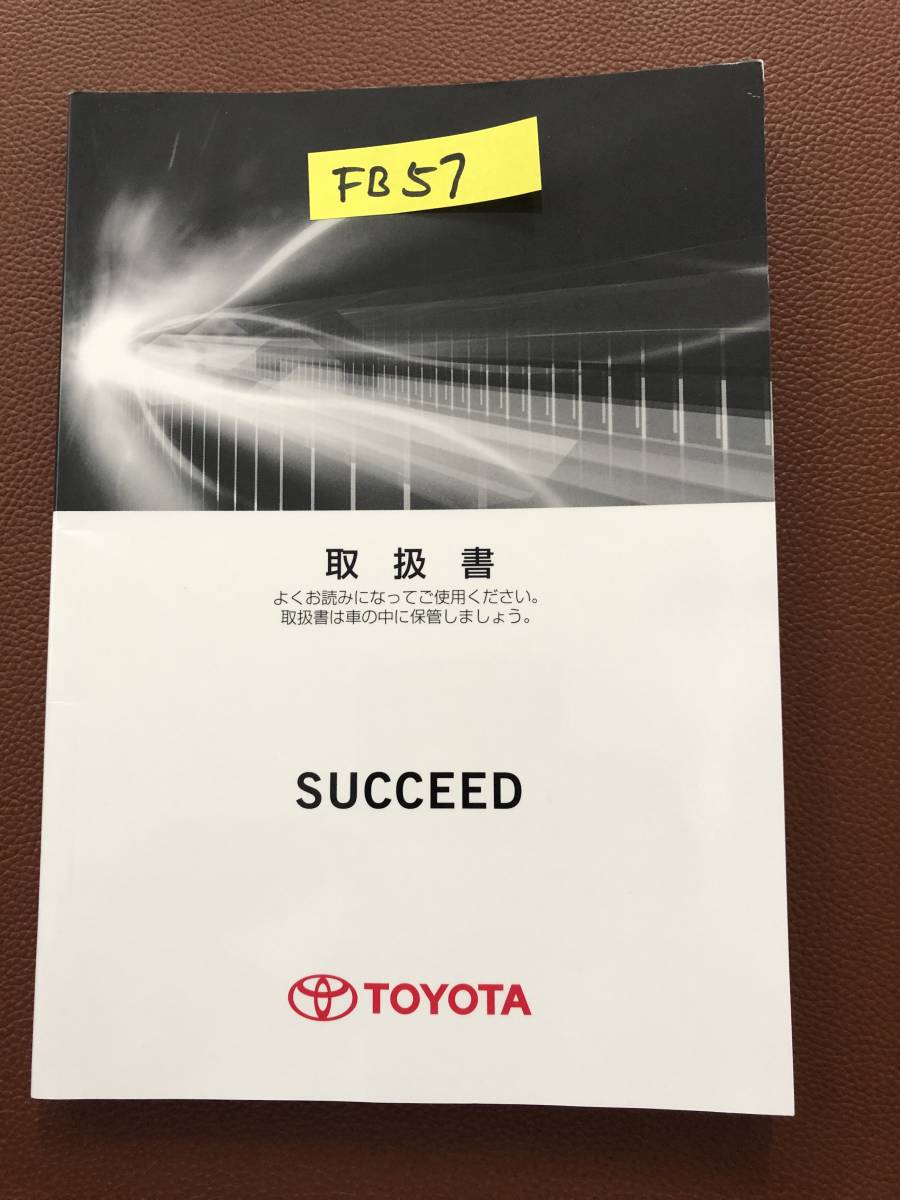 FB57
取扱書
よくお読みになってご使用ください。
取扱書は車の中に保管しましょう。
SUCCEED
TOYOTA